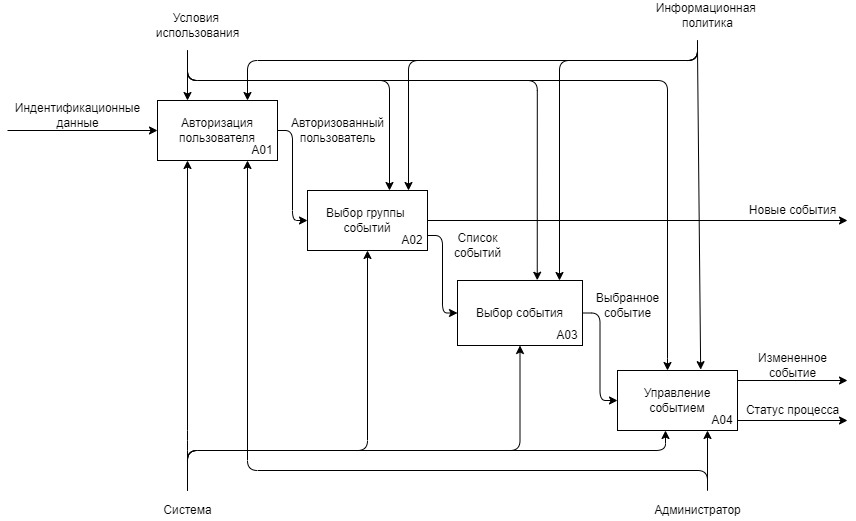 Условия
использования
Информационная
политика
Индентификационные
данные
Авторизация
пользователя
A01
Авторизованный
пользователь
Выбор группы
событий
A02
Новые события
Список
событий
Выбор события
A03
Выбранное
событие
Управление
событием
A04
Измененное
событие
Статус процесса
Система
Администратор